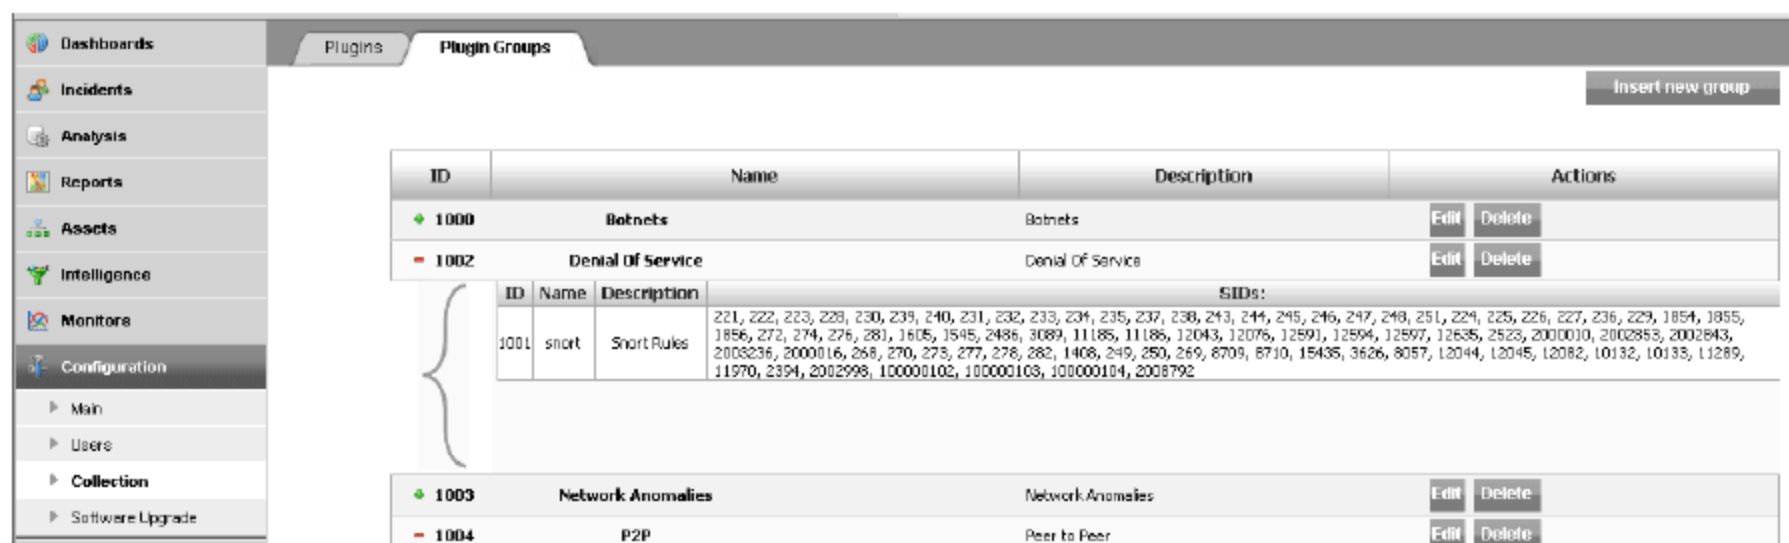 Dashboards
Incidents
Analysis
Reports
Assets
Intelligence
Monitors
Configuration
Main
Users
Collection
Software Upgrade
Plugins
Plugin Groups
Insert new group
ID Name Description Actions
1000 Botnets Botnets Edit Delete
1002 Denial Of Service Denial Of Service Edit Delete
ID Name Description SIDs:
1001 snort Snort Rules
221, 222, 223, 228, 230, 239, 240, 231, 232, 233, 234, 235, 237, 238, 243, 244, 245, 246, 247, 248, 251, 224, 225, 226, 227, 236, 229, 1854, 1855,
1856, 272, 274, 276, 281, 1605, 1545, 2486, 3089, 11185, 11186, 12043, 12076, 12591, 12594, 12597, 12635, 2523, 2000010, 2002853, 2002843,
2003236, 2000016, 268, 270, 273, 277, 278, 282, 1408, 249, 250, 269, 8709, 8710, 15435, 3626, 8057, 12044, 12045, 12082, 10132, 10133, 11289,
11970, 2394, 2002998, 100000102, 100000103, 100000104, 2008792
1003 Network Anomalies Network Anomalies Edit Delete
1004 P2P Peer to Peer Edit Delete